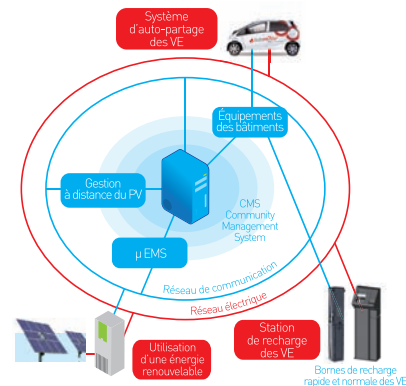 Système
d'auto-partage
des VE
Équipements
des bâtiments
Gestion
à distance du PV
CMS
Community
Management
System
µ EMS
Réseau de communication
Réseau électrique
Utilisation
d'une énergie
renouvelable
Station
de recharge
des VE
Bornes de recharge
rapide et normale des VE